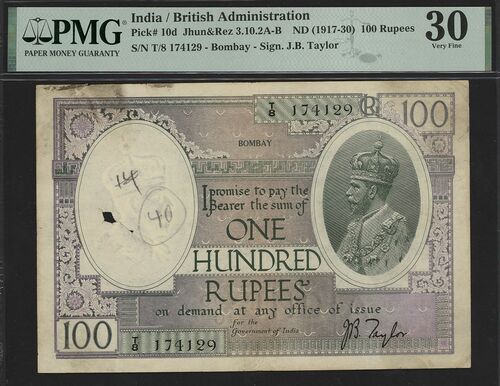 PMG
PAPER MONEY GUARANTY
India / British Administration
Pick# 10d Jhun&Rez 3.10.2A-B ND (1917-30) 100 Rupees
S/N T/8 174129 - Bombay - Sign. J.B. Taylor
30
Very Fine
T/8 174129
R
100
BOMBAY
14
40
I promise to pay the
Bearer the sum of
ONE
HUNDRED
RUPEES
on demand at any office of issue
for the
Government of India
100
T/8 174129
JB Taylor
100